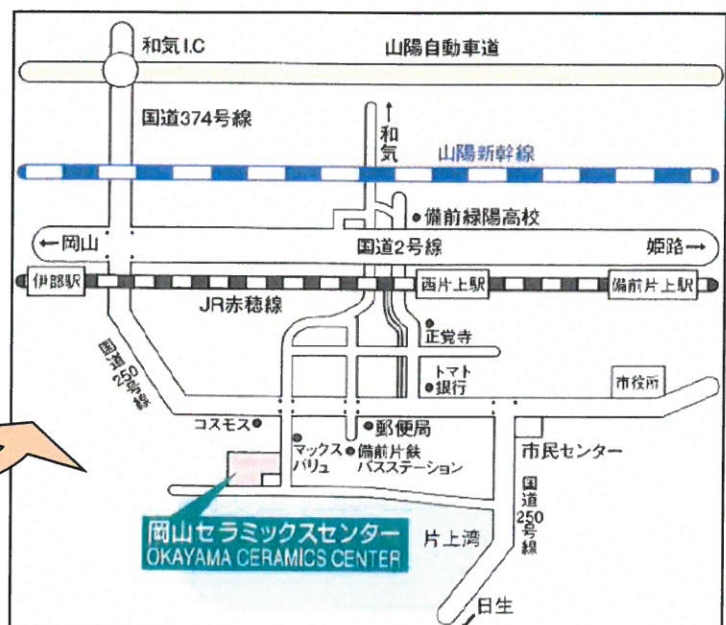 和気I.C
山陽自動車道
国道374号線
↑
和気
山陽新幹線
備前緑陽高校
←岡山
国道2号線
姫路→
伊部駅
西片上駅
備前片上駅
JR赤穂線
正覚寺
国道250号線
トマト
銀行
市役所
コスモス
郵便局
マックス
バリュ
備前片鉄
バスステーション
市民センター
国道250号線
岡山セラミックスセンター
OKAYAMA CERAMICS CENTER
片上湾
日生